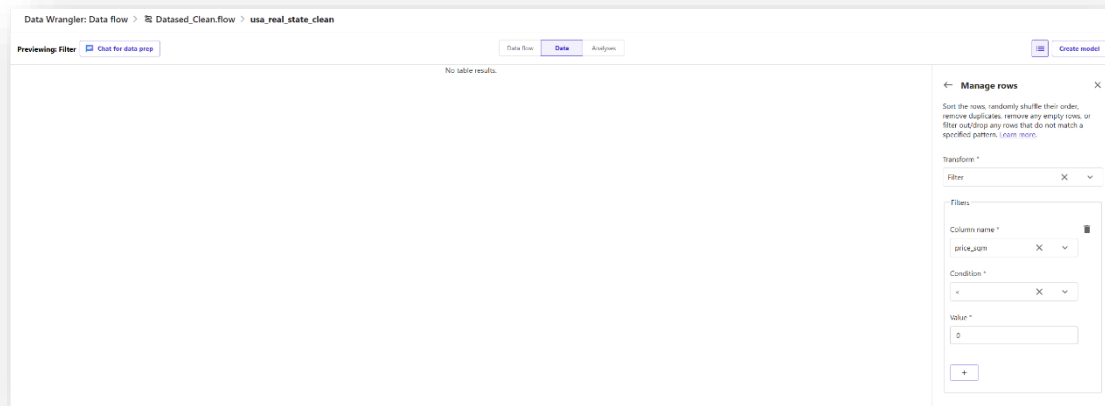 Data Wrangler: Data flow > Datased_Clean.flow > usa_real_state_clean
Previewing: Filter Chat for data prep Data flow Data Analyses Create model
No table results.
Manage rows
Sort the rows, randomly shuffle their order,
remove duplicates, remove any empty rows, or
filter out/drop any rows that do not match a
specified pattern. Learn more.
Transform *
Filter
Filters
Column name *
price_sqm
Condition *
<
Value *
0
+